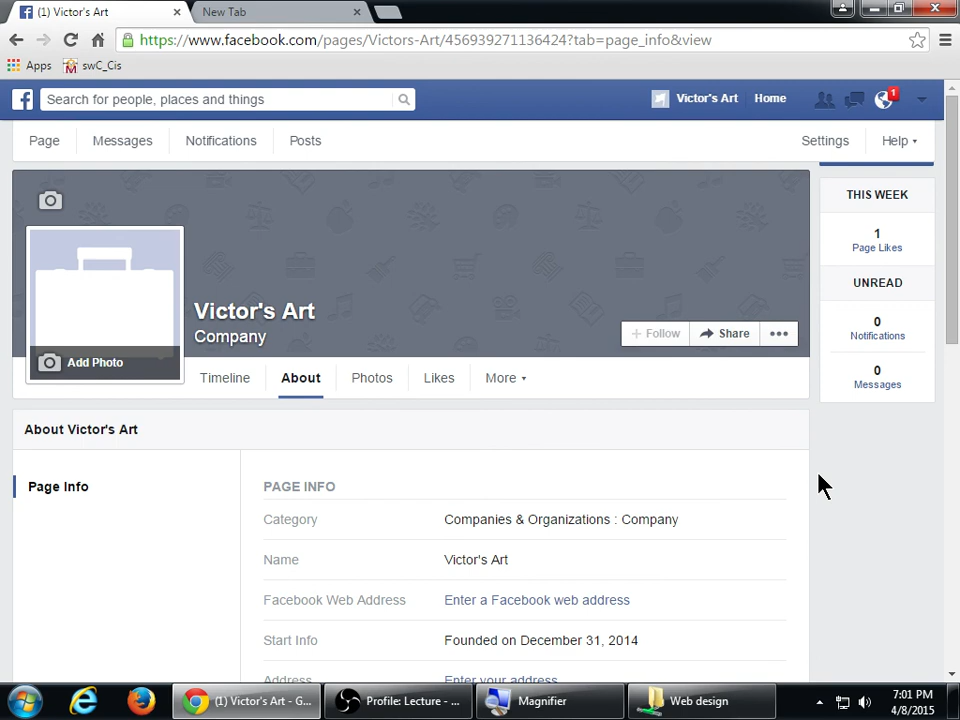 (1) Victor's Art
New Tab
https://www.facebook.com/pages/Victors-Art/456939271136424?tab=page_info&view
Apps swC_Cis
Search for people, places and things
Victor's Art Home
1
Page Messages Notifications Posts Settings Help
THIS WEEK
1
Page Likes
UNREAD
0
Notifications
0
Messages
Victor's Art
Company
+ Follow Share •••
Add Photo
Timeline About Photos Likes More
About Victor's Art
Page Info
PAGE INFO
Category Companies & Organizations : Company
Name Victor's Art
Facebook Web Address Enter a Facebook web address
Start Info Founded on December 31, 2014
Address Enter your address
(1) Victor's Art - G...
Profile: Lecture - ...
Magnifier
Web design
7:01 PM
4/8/2015